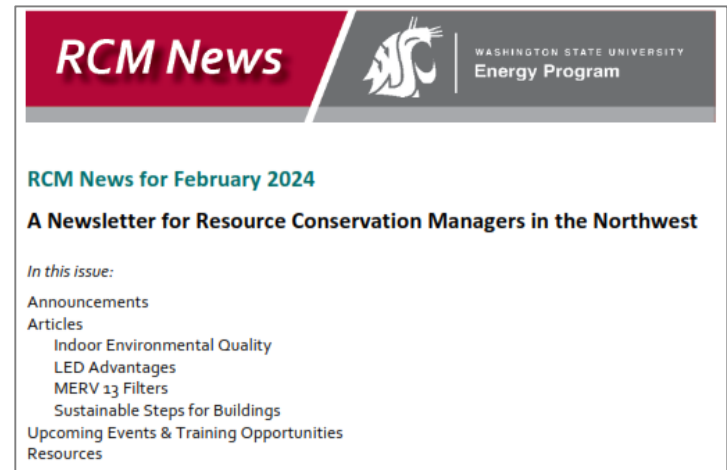 RCM News
WASHINGTON STATE UNIVERSITY
Energy Program
RCM News for February 2024
A Newsletter for Resource Conservation Managers in the Northwest
In this issue:
Announcements
Articles
Indoor Environmental Quality
LED Advantages
MERV 13 Filters
Sustainable Steps for Buildings
Upcoming Events & Training Opportunities
Resources